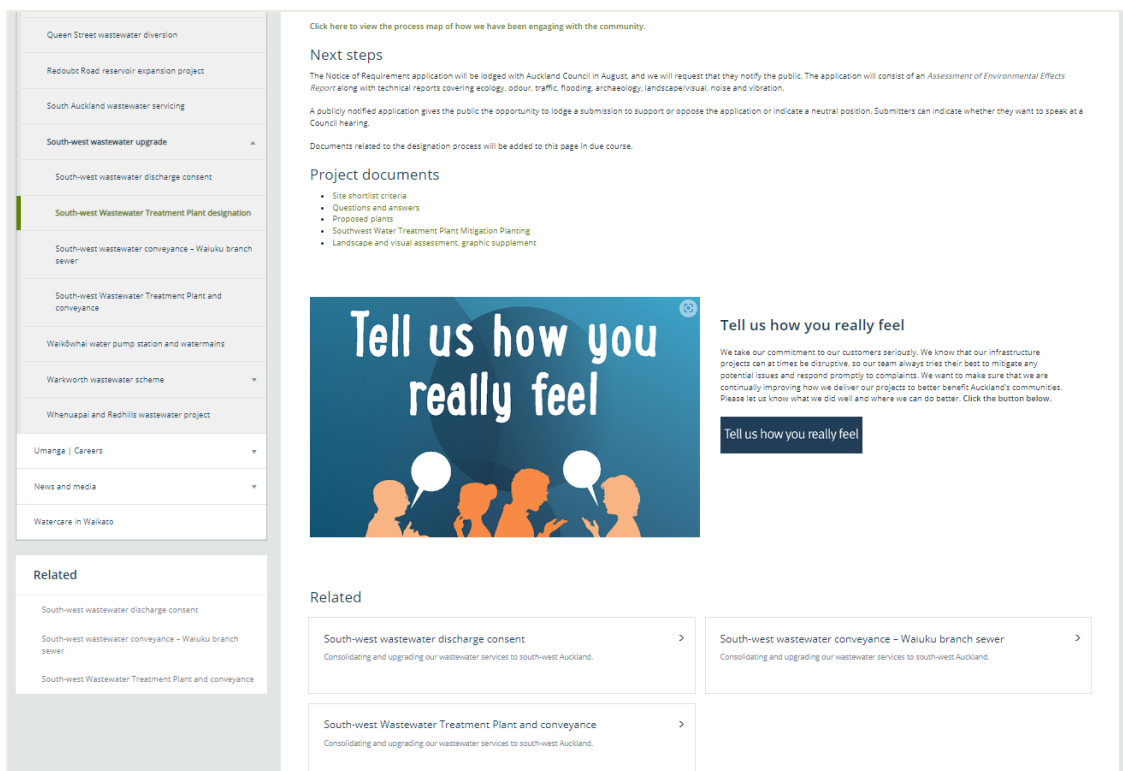 Queen Street wastewater diversion
Redoubt Road reservoir expansion project
South Auckland wastewater servicing
South-west wastewater upgrade
South-west wastewater discharge consent
South-west Wastewater Treatment Plant designation
South-west wastewater conveyance – Waiuku branch
sewer
South-west Wastewater Treatment Plant and
conveyance
Waikōwhai water pump station and watermains
Warkworth wastewater scheme
Whenuapai and Redhills wastewater project
Umanga | Careers
News and media
Watercare in Waikato
Related
South-west wastewater discharge consent
South-west wastewater conveyance – Waiuku branch
sewer
South-west Wastewater Treatment Plant and conveyance
Click here to view the process map of how we have been engaging with the community.
Next steps
The Notice of Requirement application will be lodged with Auckland Council in August, and we will request that they notify the public. The application will consist of an Assessment of Environmental Effects
Report along with technical reports covering ecology, odour, traffic, flooding, archaeology, landscape/visual, noise and vibration.
A publicly notified application gives the public the opportunity to lodge a submission to support or oppose the application or indicate a neutral position. Submitters can indicate whether they want to speak at a
Council hearing.
Documents related to the designation process will be added to this page in due course.
Project documents
• Site shortlist criteria
• Questions and answers
• Proposed plants
• Southwest Water Treatment Plant Mitigation Planting
• Landscape and visual assessment, graphic supplement
Tell us how you
really feel
Tell us how you really feel
We take our commitment to our customers seriously. We know that our infrastructure
projects can at times be disruptive, so our team always tries their best to mitigate any
potential issues and respond promptly to complaints. We want to make sure that we are
continually improving how we deliver our projects to better benefit Auckland's communities.
Please let us know what we did well and where we can do better. Click the button below.
Tell us how you really feel
Related
South-west wastewater discharge consent
Consolidating and upgrading our wastewater services to south-west Auckland.
South-west wastewater conveyance – Waiuku branch sewer
Consolidating and upgrading our wastewater services to south-west Auckland.
South-west Wastewater Treatment Plant and conveyance
Consolidating and upgrading our wastewater services to south-west Auckland.